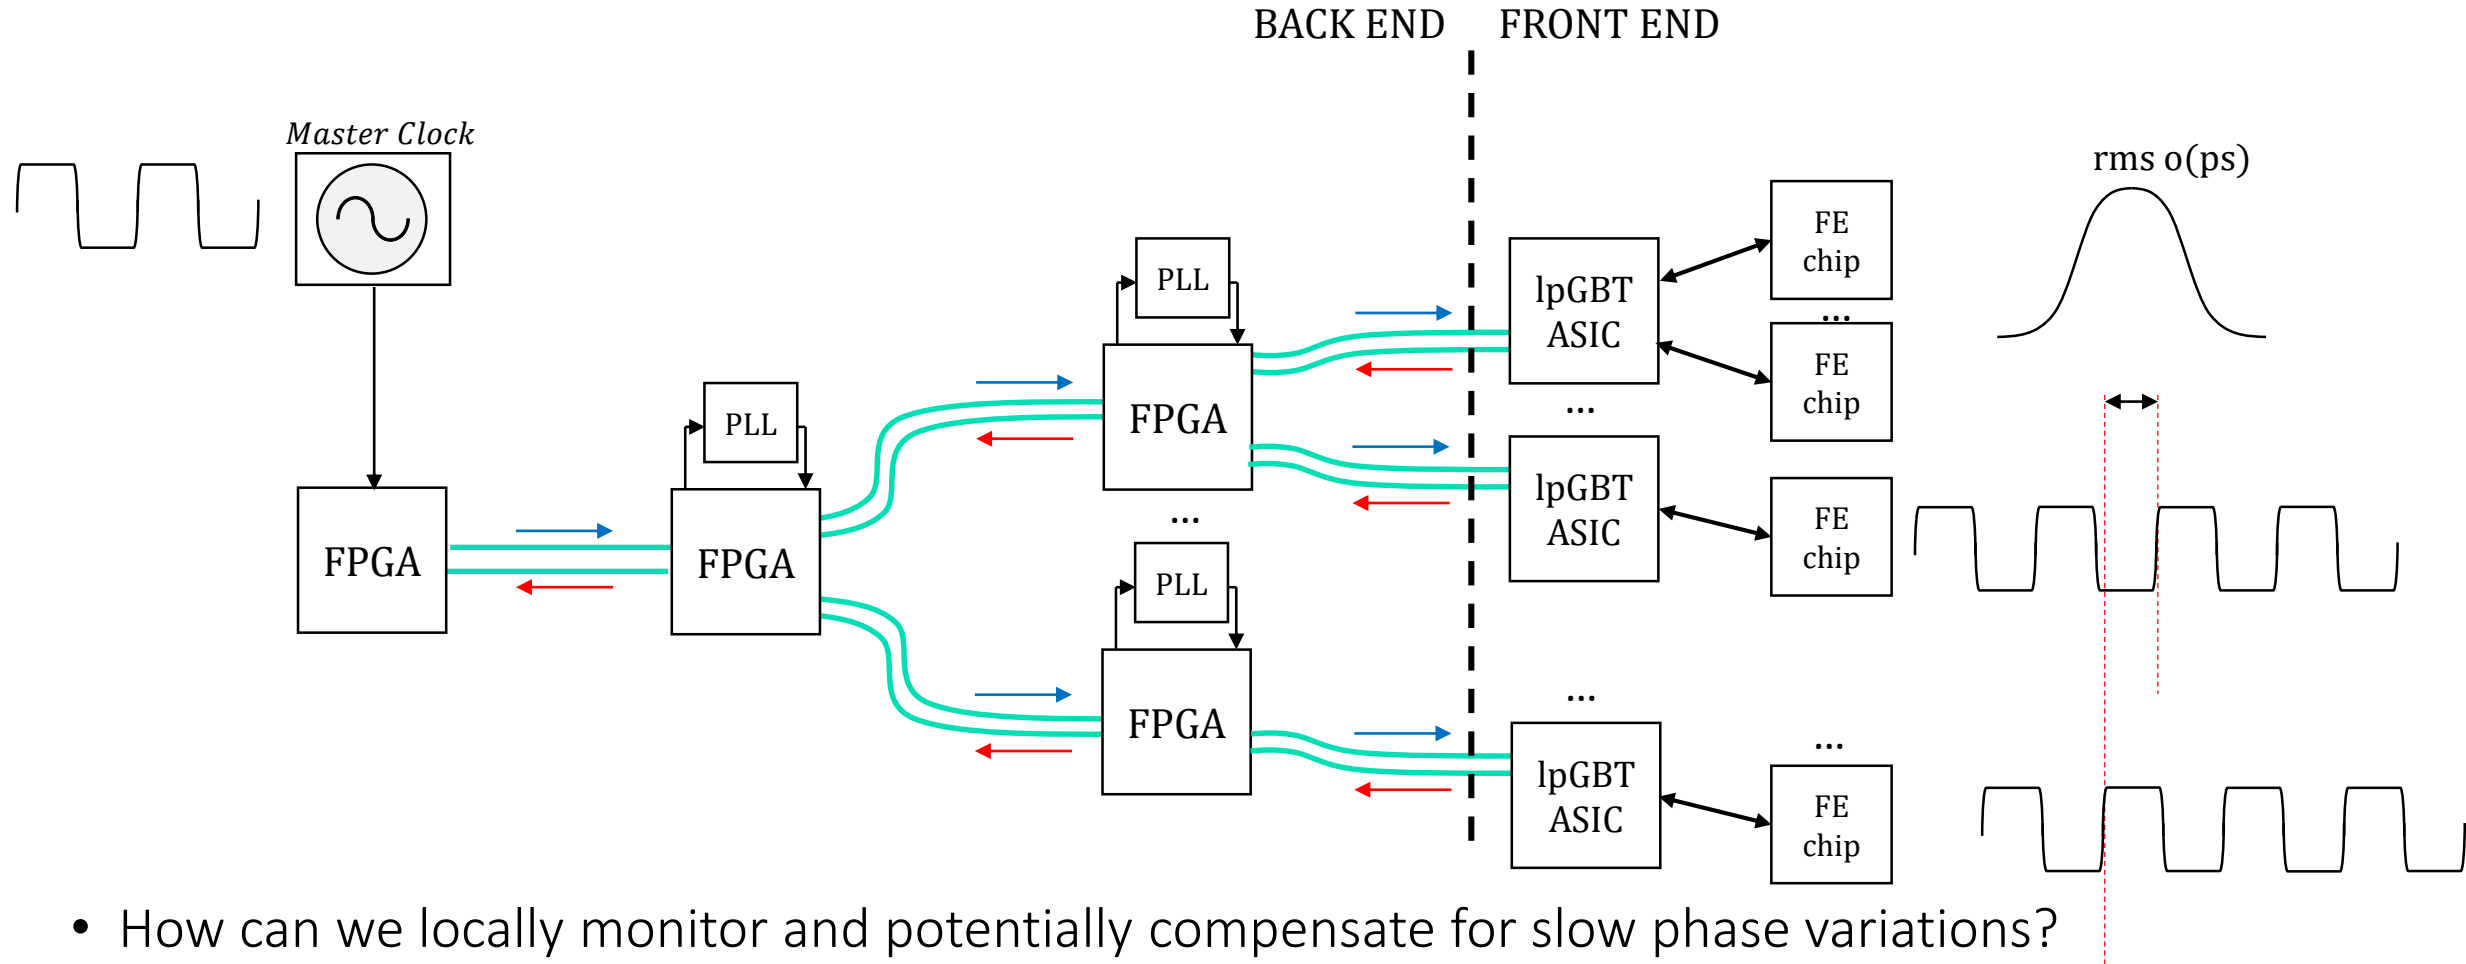 BACK END
FRONT END
Master Clock
rms o(ps)
FE
chip
...
FE
chip
PLL
lpGBT
ASIC
...
FPGA
PLL
lpGBT
ASIC
FE
chip
...
FPGA
FPGA
PLL
...
FPGA
lpGBT
ASIC
...
FE
chip
• How can we locally monitor and potentially compensate for slow phase variations?